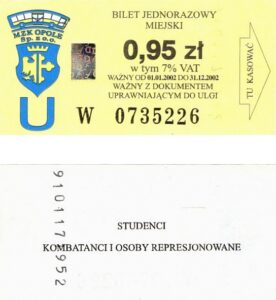 BILET JEDNORAZOWY
MIEJSKI
0,95 zł
w tym 7% VAT
WAŻNY OD 01.01.2002 DO 31.12.2002
WAŻNY Z DOKUMENTEM
UPRAWNIAJĄCYM DO ULGI
W 0735226
MZK OPOLE
Sp. z o.o.
U
TU KASOWAĆ
STUDENCI
KOMBATANCI I OSOBY REPRESJONOWANE